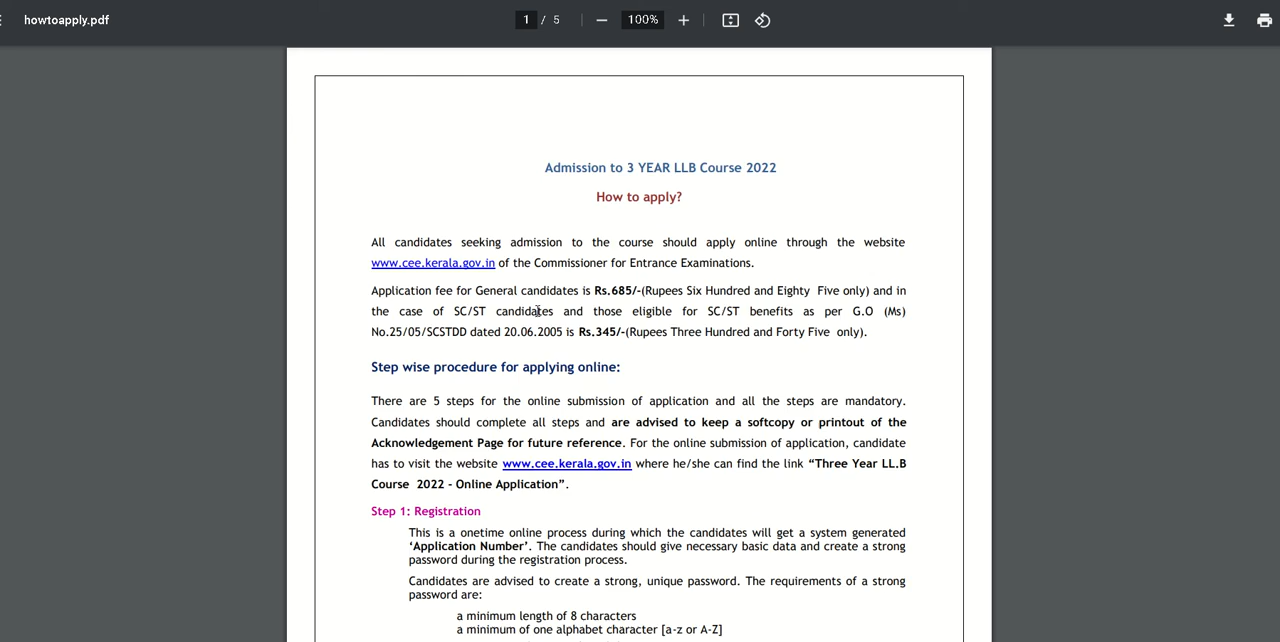 howtoapply.pdf
1 / 5
100%
Admission to 3 YEAR LLB Course 2022
How to apply?
All candidates seeking admission to the course should apply online through the website
www.cee.kerala.gov.in of the Commissioner for Entrance Examinations.
Application fee for General candidates is Rs.685/-(Rupees Six Hundred and Eighty Five only) and in
the case of SC/ST candidates and those eligible for SC/ST benefits as per G.O (Ms)
No.25/05/SCSTDD dated 20.06.2005 is Rs.345/-(Rupees Three Hundred and Forty Five only).
Step wise procedure for applying online:
There are 5 steps for the online submission of application and all the steps are mandatory.
Candidates should complete all steps and are advised to keep a softcopy or printout of the
Acknowledgement Page for future reference. For the online submission of application, candidate
has to visit the website www.cee.kerala.gov.in where he/she can find the link “Three Year LL.B
Course 2022 - Online Application”.
Step 1: Registration
This is a onetime online process during which the candidates will get a system generated
‘Application Number’. The candidates should give necessary basic data and create a strong
password during the registration process.
Candidates are advised to create a strong, unique password. The requirements of a strong
password are:
a minimum length of 8 characters
a minimum of one alphabet character [a-z or A-Z]